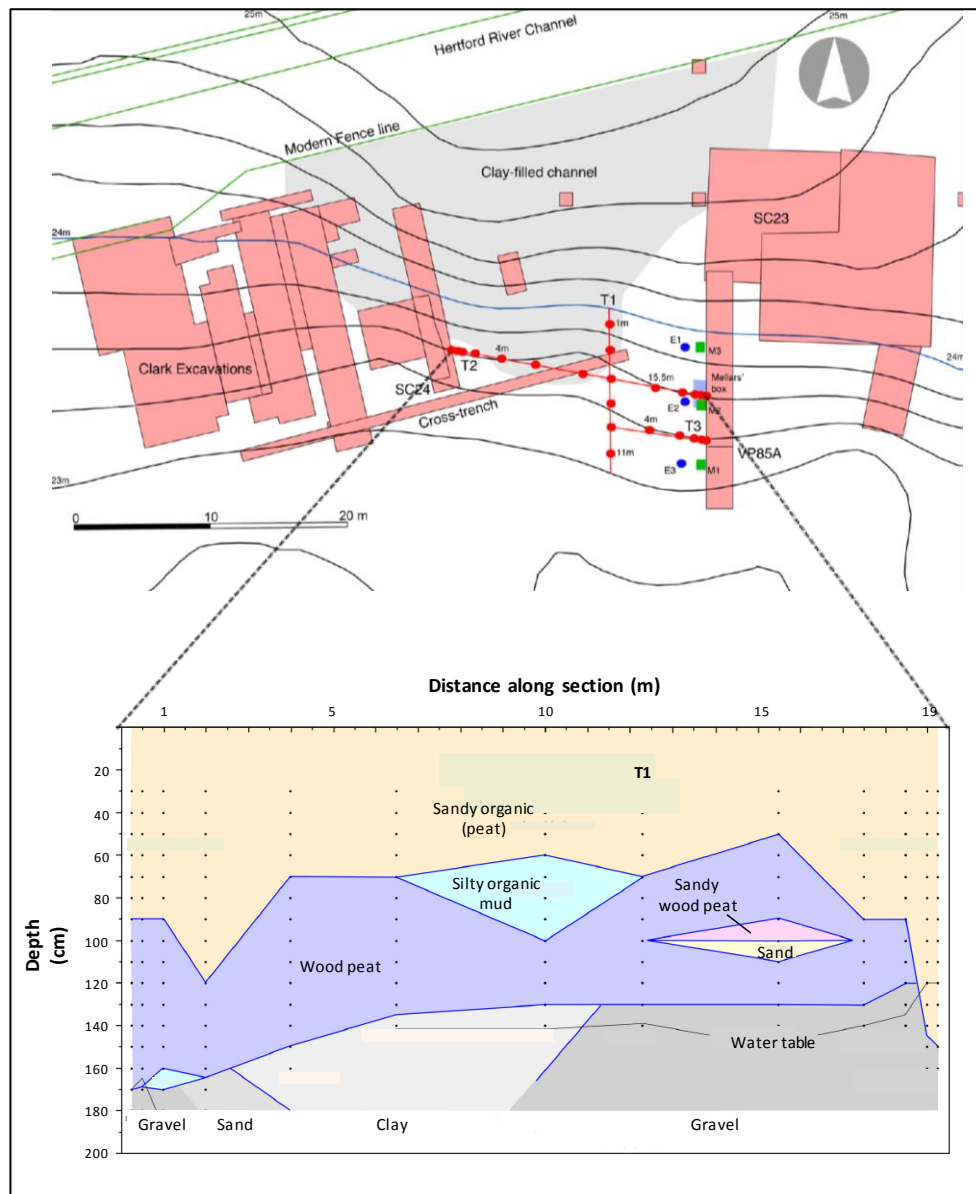 25m
25m
Hertford River Channel
Modern Fence line
Clay-filled channel
SC23
24m
T1
1m
E1
M3
24m
T2
4m
Clark Excavations
15.5m
Mellars'
box
SC24
E2
M2
Cross-trench
4m
T3
VP85A
11m
E3
M1
23m
0
10
20 m
Distance along section (m)
1
5
10
15
19
20
T1
40
Sandy organic
(peat)
60
Silty organic
mud
80
Sandy
wood peat
Depth
(cm)
100
Sand
Wood peat
120
140
Water table
160
180
Gravel
Sand
Clay
Gravel
200